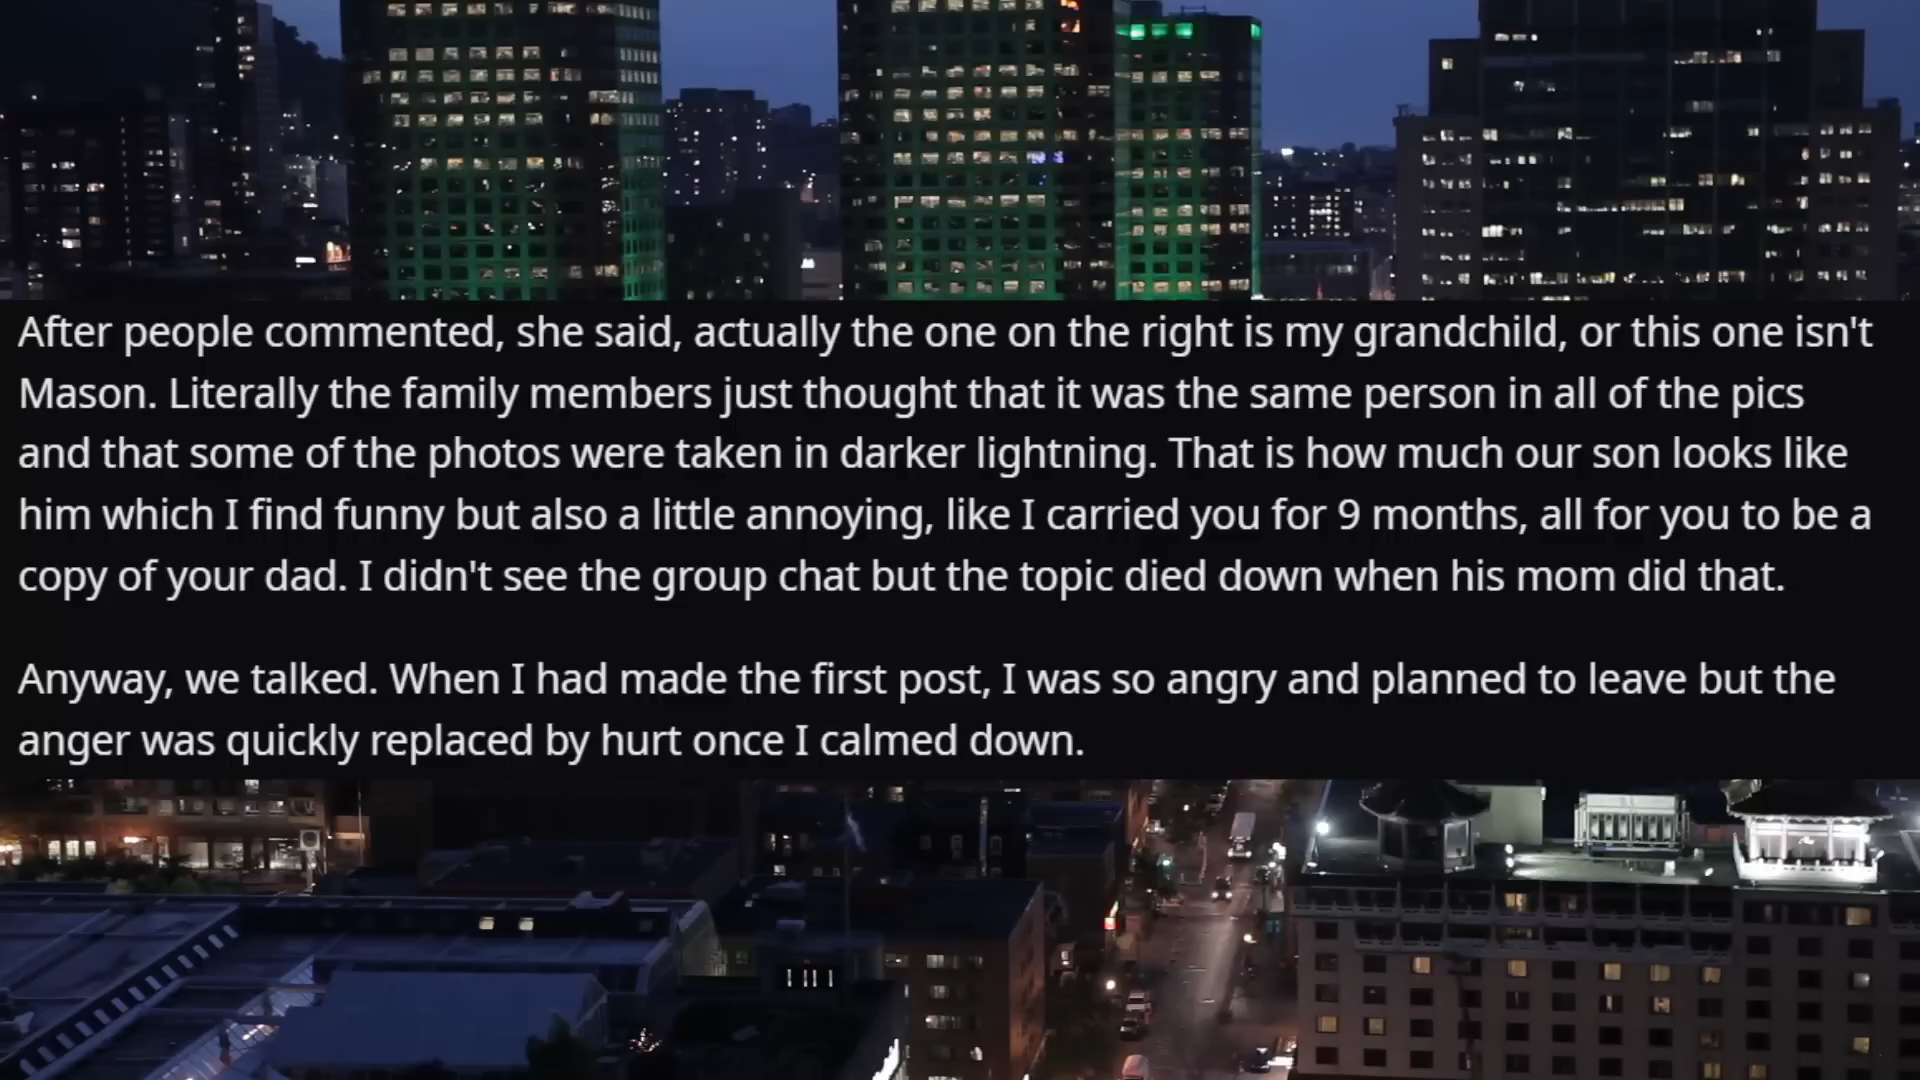 After people commented, she said, actually the one on the right is my grandchild, or this one isn't
Mason. Literally the family members just thought that it was the same person in all of the pics
and that some of the photos were taken in darker lightning. That is how much our son looks like
him which I find funny but also a little annoying, like I carried you for 9 months, all for you to be a
copy of your dad. I didn't see the group chat but the topic died down when his mom did that.
Anyway, we talked. When I had made the first post, I was so angry and planned to leave but the
anger was quickly replaced by hurt once I calmed down.